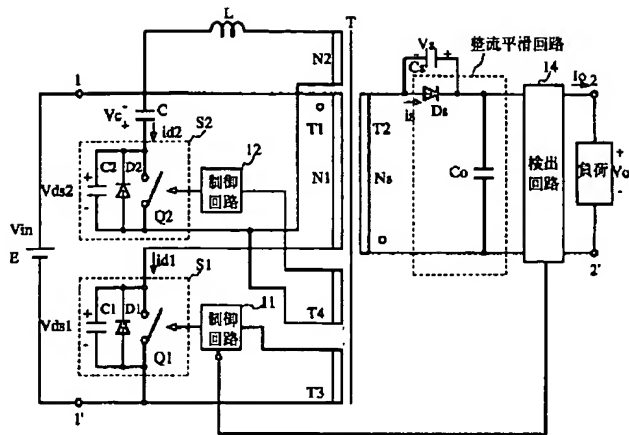 L
T
N2
1
Vc
-
+
C
id2
S2
T1
C2
D2
12
制御
回路
N1
Vds2
+
-
Q2
Vin
E
id1
S1
C1
D1
11
制御
回路
Vds1
+
-
Q1
T4
T3
1'
Vs
-
+
Cs
整流平滑回路
14
Io
2
is
Ds
T2
Ns
Co
検出
回路
負荷
+
Vo
-
2'